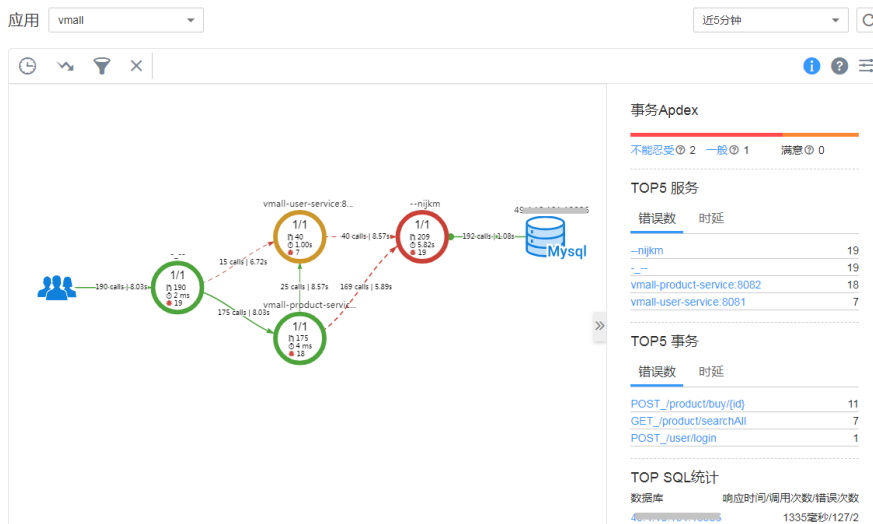 应用 vmall 近5分钟
事务Apdex
不能忍受 2 一般 1 满意 0
TOP5 服务
错误数 时延
--nijkm 19
-_-- 19
vmall-product-service:8082 18
vmall-user-service:8081 7
TOP5 事务
错误数 时延
POST_/product/buy/{id} 11
GET_/product/searchAll 7
POST_/user/login 1
TOP SQL统计
数据库 响应时间/调用次数/错误次数
1335毫秒/127/2
vmall-user-service:8...
1/1
40
1.00s
7
--nijkm
1/1
209
5.82s
19
Mysql
-_--
1/1
190
2 ms
19
vmall-product-servic...
1/1
175
4 ms
18
190 calls | 8.03s
15 calls | 6.72s
175 calls | 8.03s
25 calls | 8.57s
40 calls | 8.57s
169 calls | 5.89s
192 calls | 1.08s